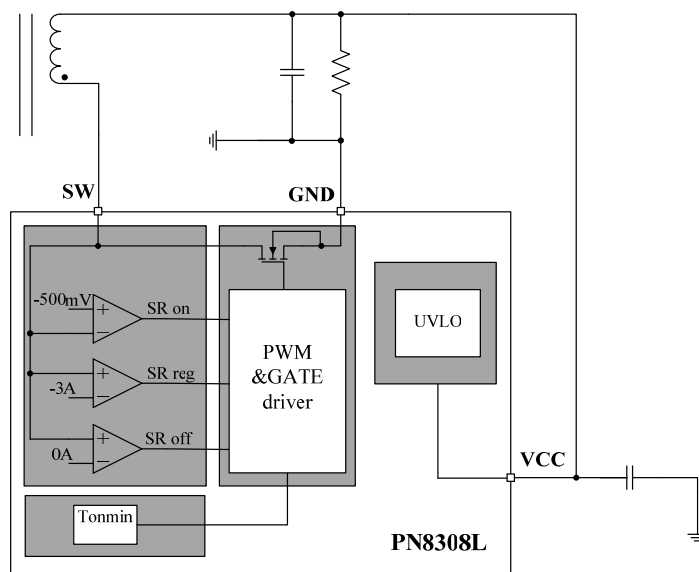 SW
GND
-500mV
SR on
SR reg
-3A
SR off
0A
PWM
&GATE
driver
UVLO
VCC
Tonmin
PN8308L